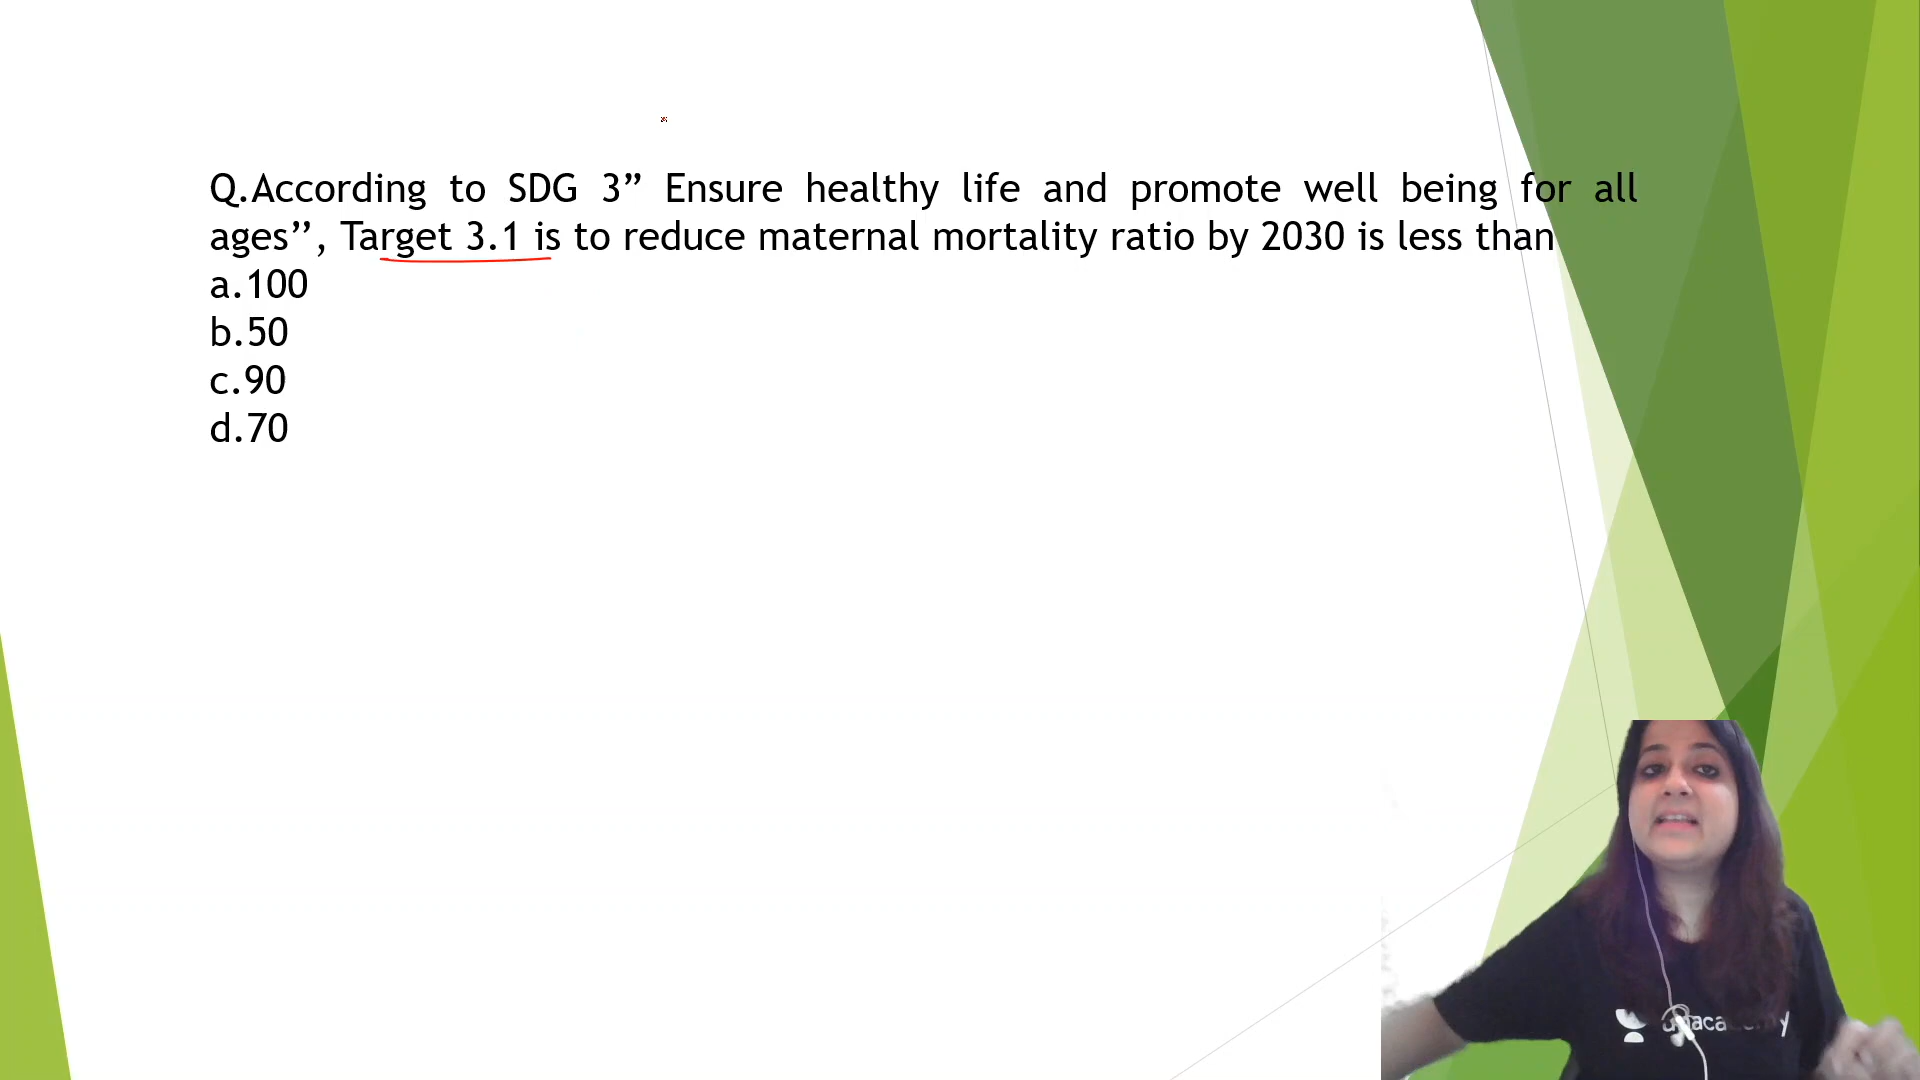 Q.According to SDG 3” Ensure healthy life and promote well being for all
ages”, Target 3.1 is to reduce maternal mortality ratio by 2030 is less than
a.100
b.50
c.90
d.70